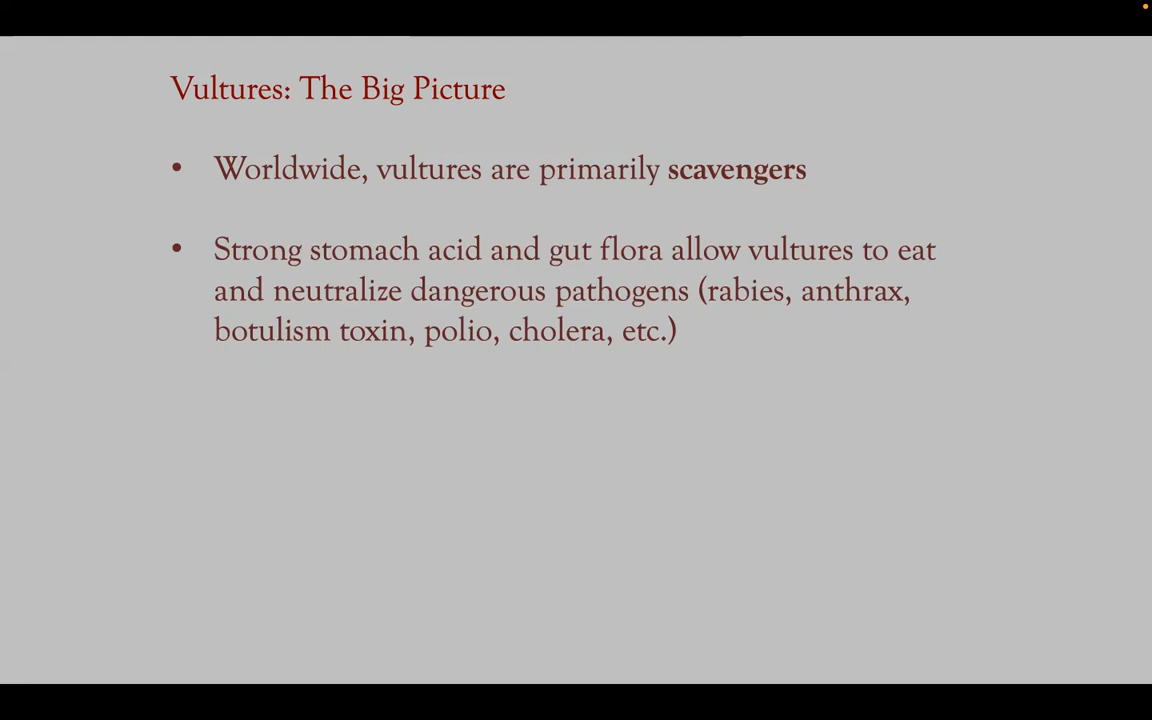 Vultures: The Big Picture
• Worldwide, vultures are primarily scavengers
• Strong stomach acid and gut flora allow vultures to eat
and neutralize dangerous pathogens (rabies, anthrax,
botulism toxin, polio, cholera, etc.)